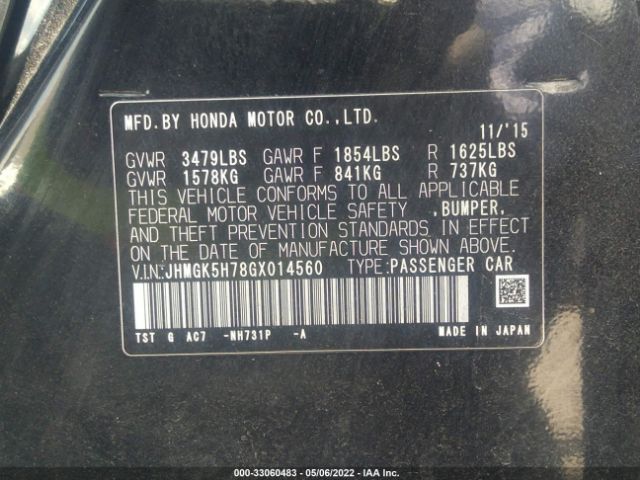 MFD.BY HONDA MOTOR CO.,LTD.
11/'15
GVWR 3479LBS GAWR F 1854LBS R 1625LBS
GVWR 1578KG GAWR F 841KG R 737KG
THIS VEHICLE CONFORMS TO ALL APPLICABLE
FEDERAL MOTOR VEHICLE SAFETY ,BUMPER,
AND THEFT PREVENTION STANDARDS IN EFFECT
ON THE DATE OF MANUFACTURE SHOWN ABOVE.
V.I.N:JHMGK5H78GX014560 TYPE:PASSENGER CAR
TST G AC7 -NH731P -A MADE IN JAPAN
000-33060483 - 05/06/2022 - IAA Inc.